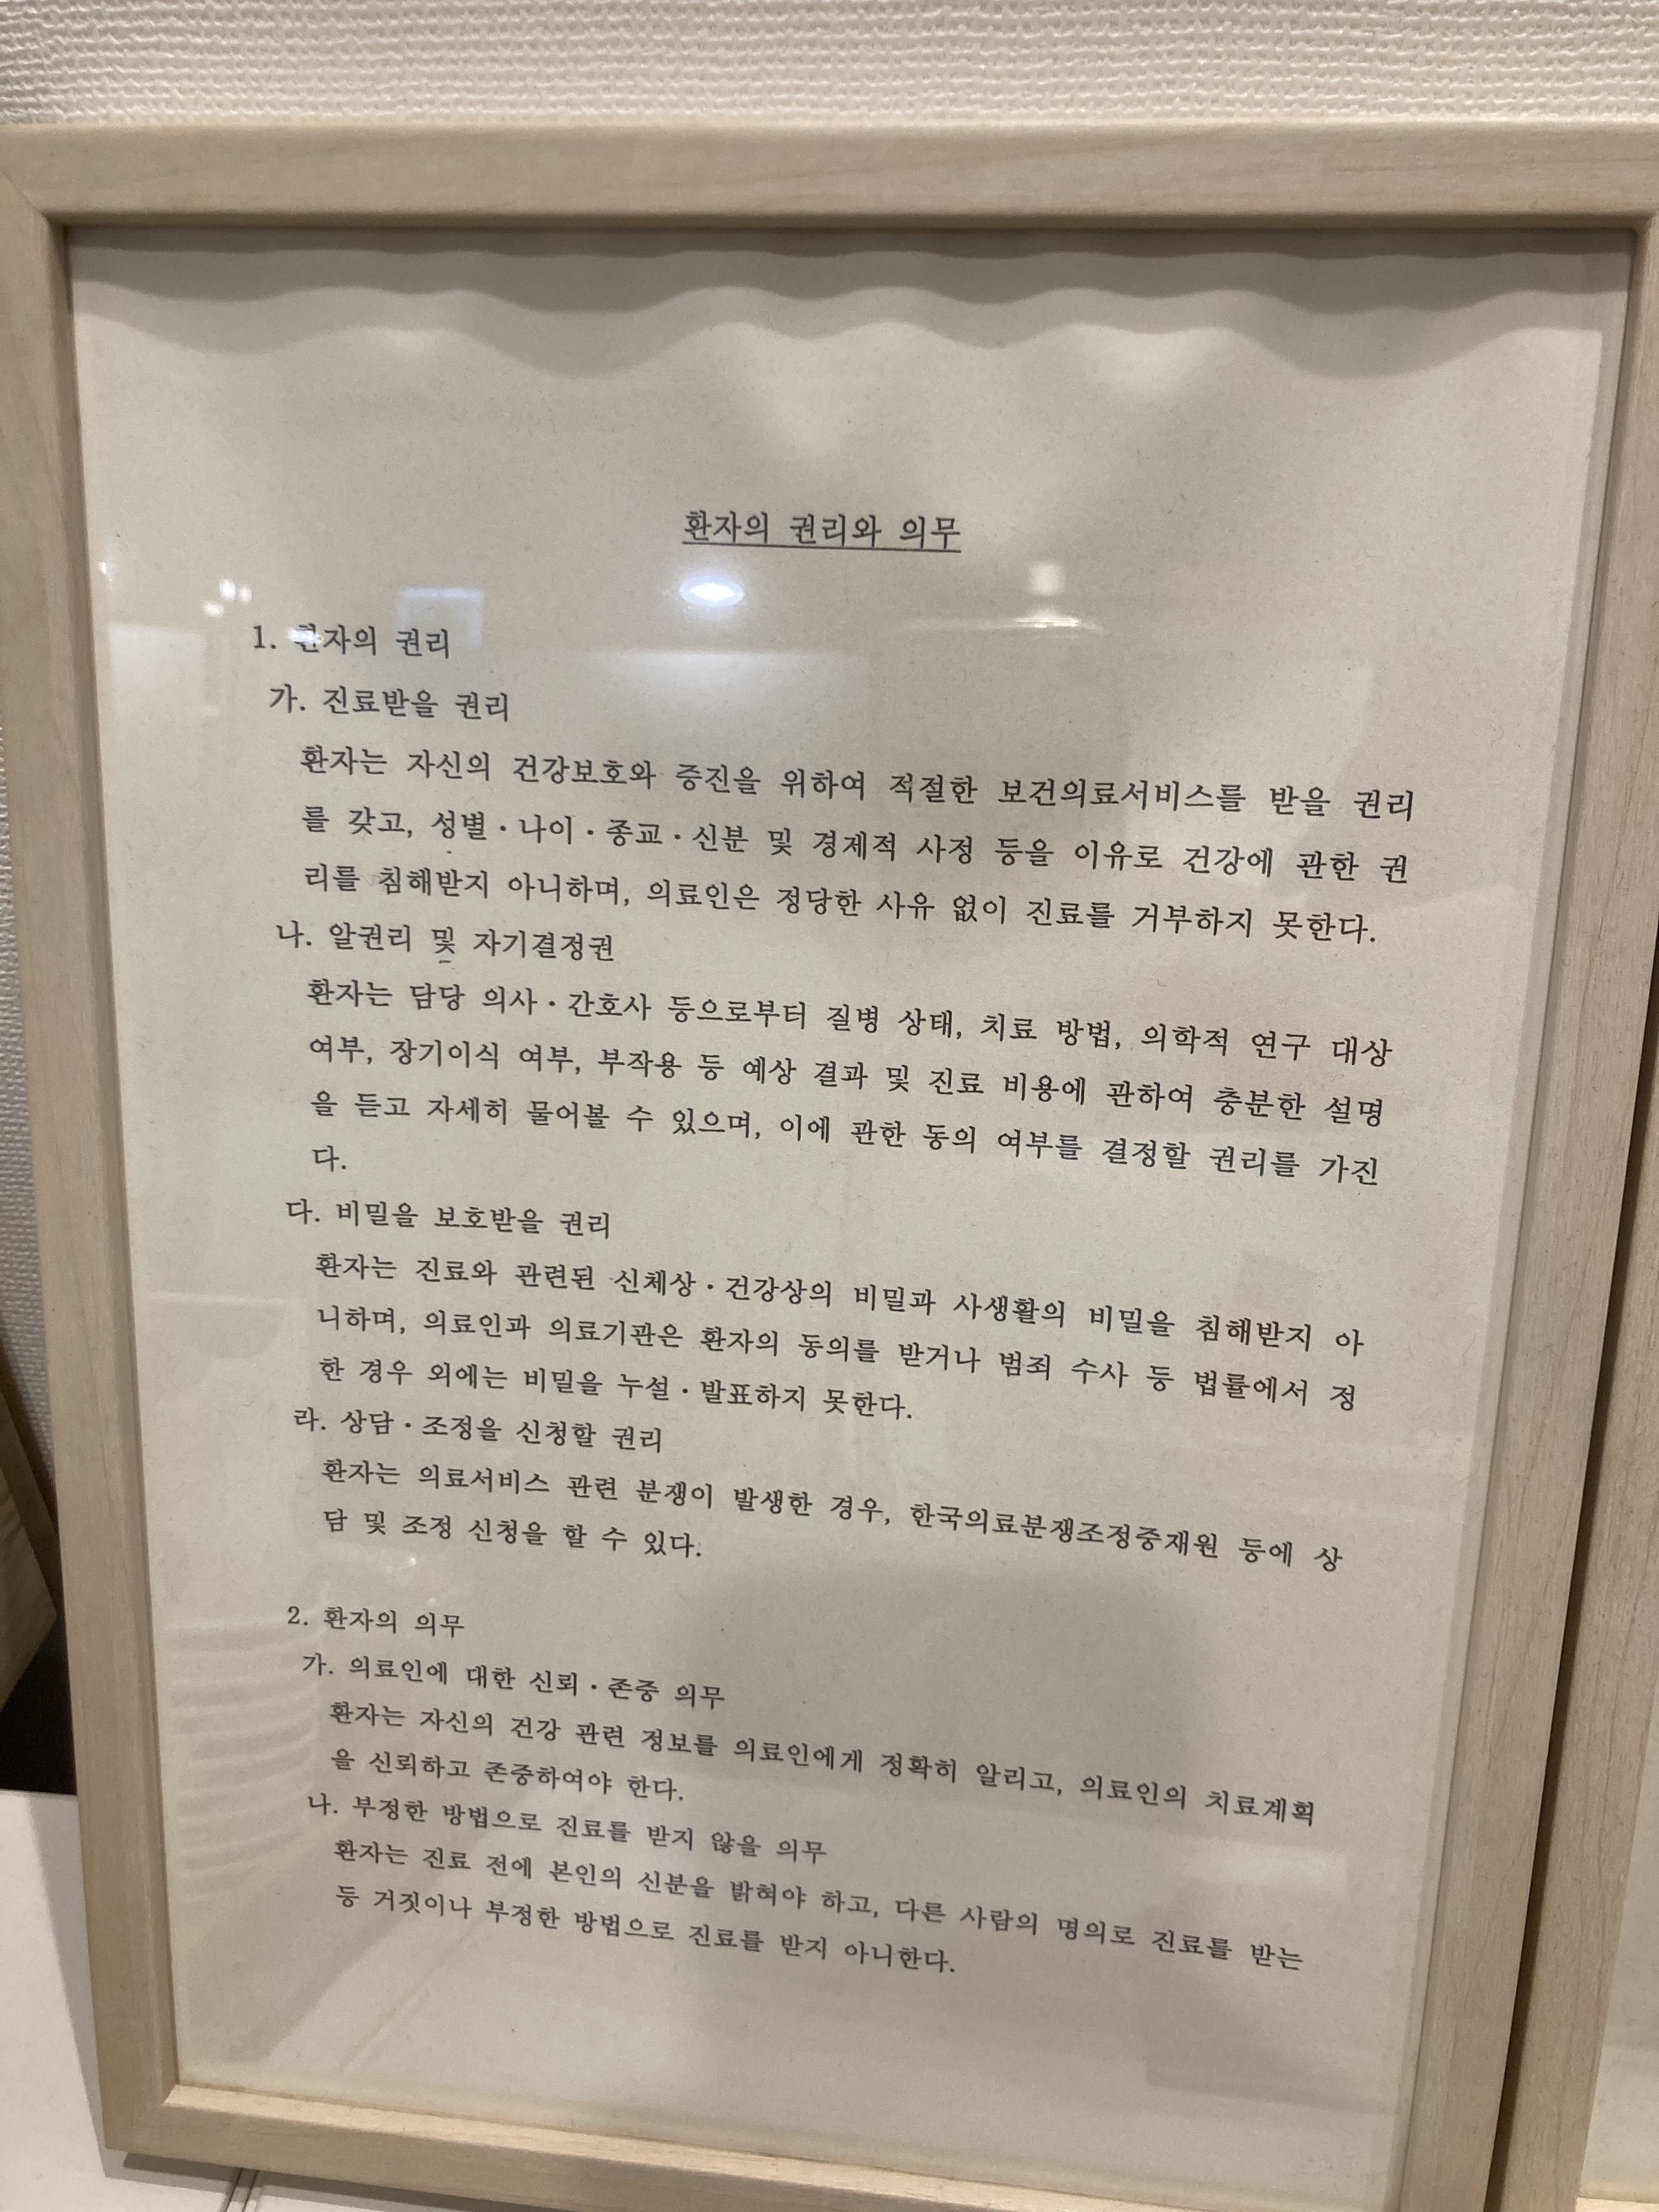 환자의 권리와 의무
1. 환자의 권리
가. 진료받을 권리
환자는 자신의 건강보호와 증진을 위하여 적절한 보건의료서비스를 받을 권리
를 갖고, 성별·나이·종교·신분 및 경제적 사정 등을 이유로 건강에 관한 권
리를 침해받지 아니하며, 의료인은 정당한 사유 없이 진료를 거부하지 못한다.
나. 알권리 및 자기결정권
환자는 담당 의사·간호사 등으로부터 질병 상태, 치료 방법, 의학적 연구 대상
여부, 장기이식 여부, 부작용 등 예상 결과 및 진료 비용에 관하여 충분한 설명
을 듣고 자세히 물어볼 수 있으며, 이에 관한 동의 여부를 결정할 권리를 가진
다.
다. 비밀을 보호받을 권리
환자는 진료와 관련된 신체상·건강상의 비밀과 사생활의 비밀을 침해받지 아
니하며, 의료인과 의료기관은 환자의 동의를 받거나 범죄 수사 등 법률에서 정
한 경우 외에는 비밀을 누설·발표하지 못한다.
라. 상담·조정을 신청할 권리
환자는 의료서비스 관련 분쟁이 발생한 경우, 한국의료분쟁조정중재원 등에 상
담 및 조정 신청을 할 수 있다.
2. 환자의 의무
가. 의료인에 대한 신뢰·존중 의무
환자는 자신의 건강 관련 정보를 의료인에게 정확히 알리고, 의료인의 치료계획
을 신뢰하고 존중하여야 한다.
나. 부정한 방법으로 진료를 받지 않을 의무
환자는 진료 전에 본인의 신분을 밝혀야 하고, 다른 사람의 명의로 진료를 받는
등 거짓이나 부정한 방법으로 진료를 받지 아니한다.